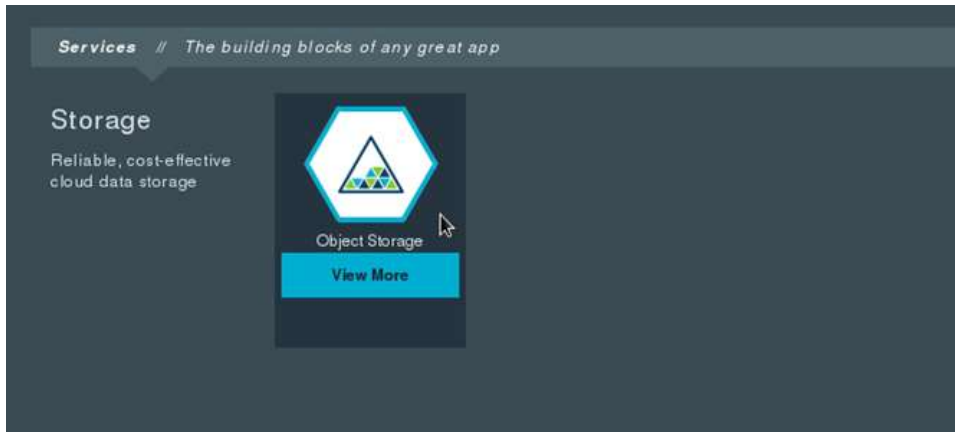 Services // The building blocks of any great app
Storage
Reliable, cost-effective
cloud data storage
Object Storage
View More